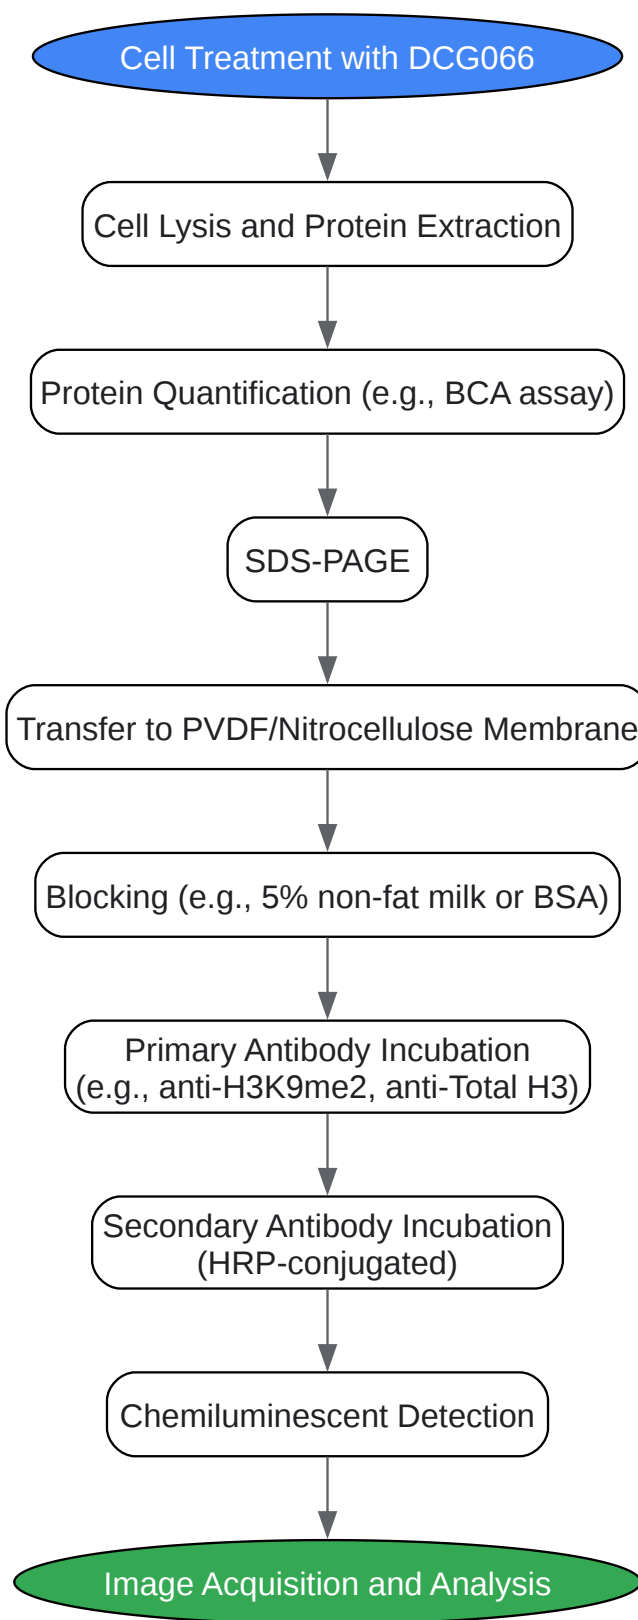 Cell Treatment with DCG066
Cell Lysis and Protein Extraction
Protein Quantification (e.g., BCA assay)
SDS-PAGE
Transfer to PVDF/Nitrocellulose Membrane
Blocking (e.g., 5% non-fat milk or BSA)
Primary Antibody Incubation
(e.g., anti-H3K9me2, anti-Total H3)
Secondary Antibody Incubation
(HRP-conjugated)
Chemiluminescent Detection
Image Acquisition and Analysis